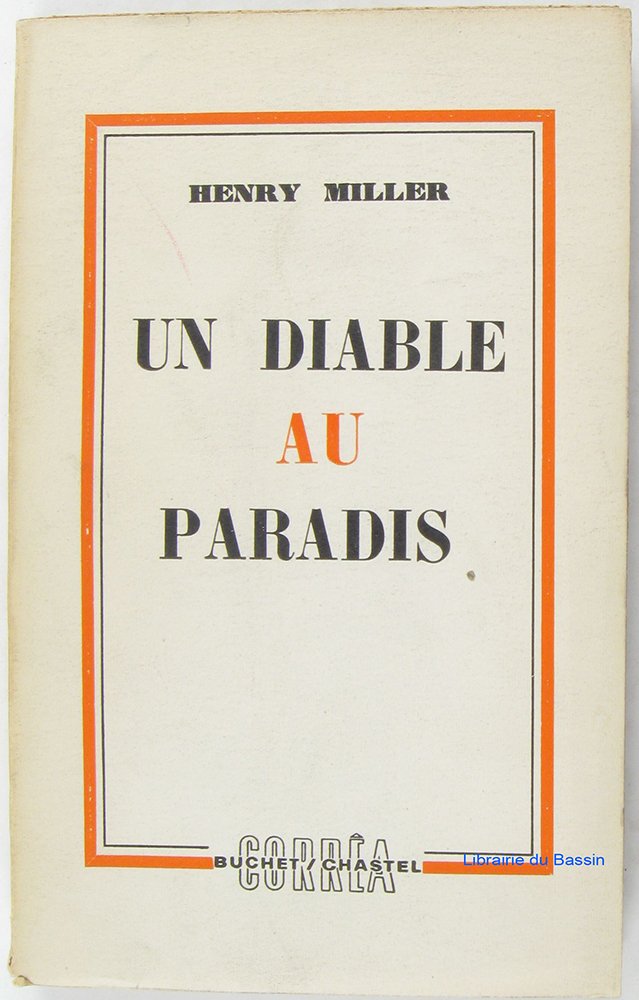 HENRY MILLER
UN DIABLE
AU
PARADIS
CORRÊA
BUCHET/CHASTEL
Librairie du Bassin